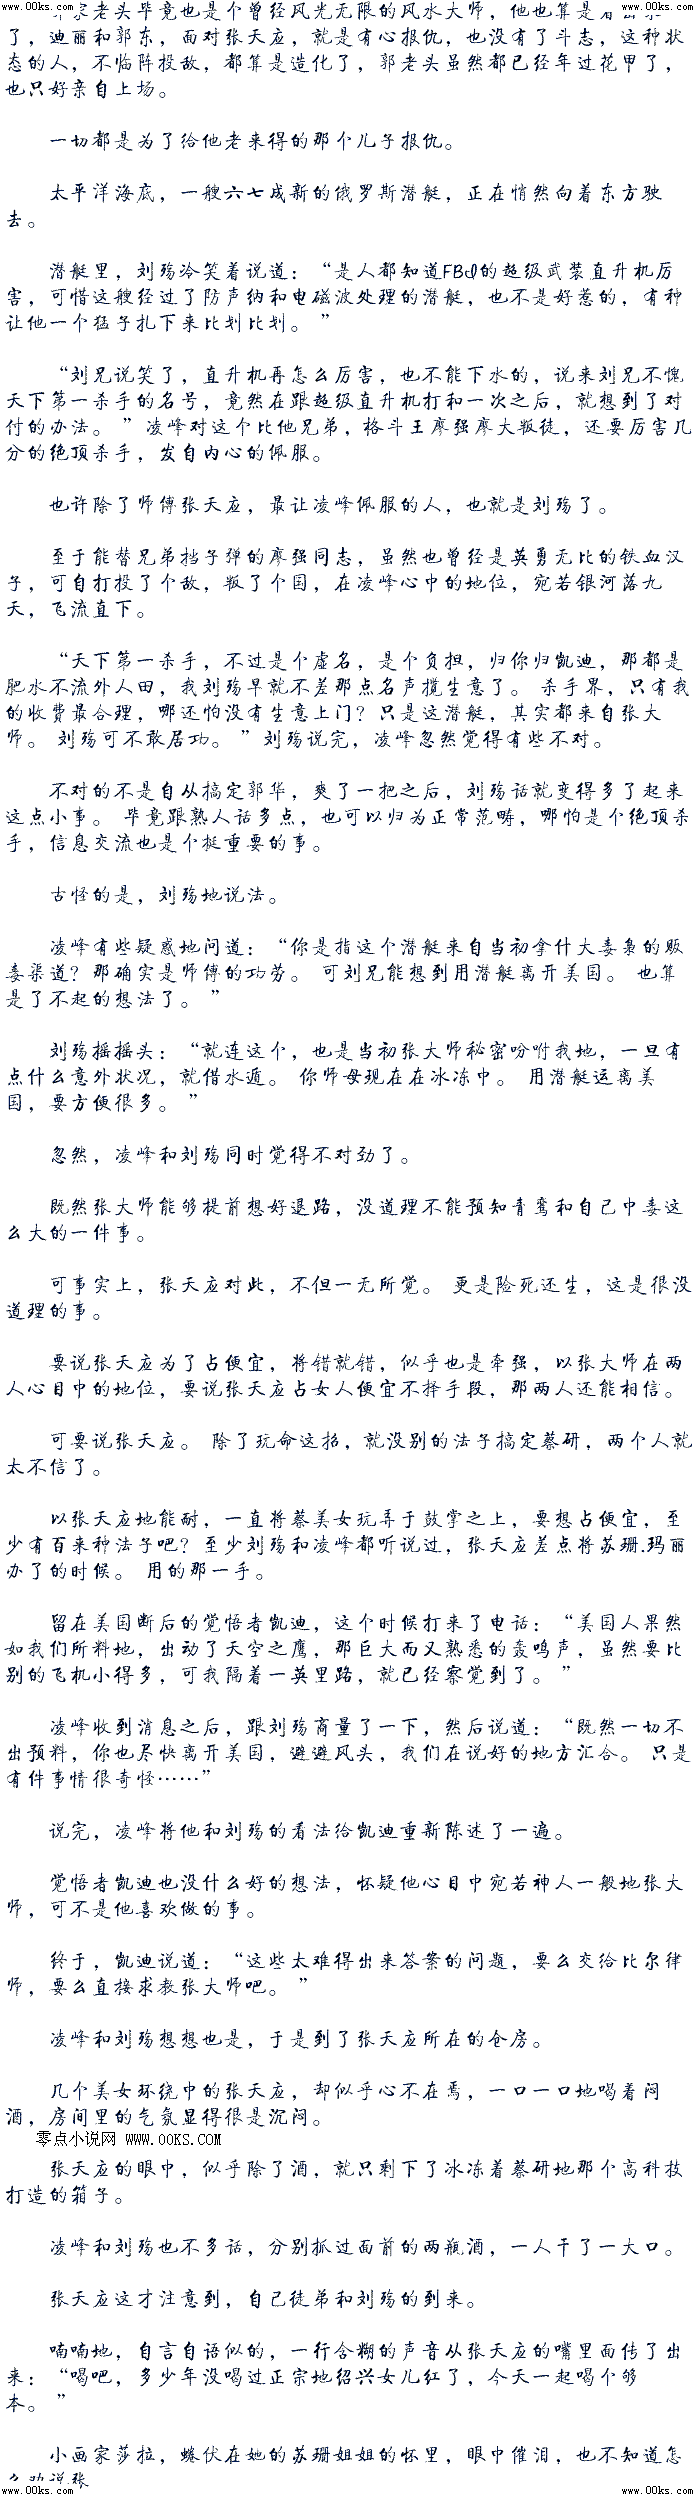 www.00ks.com www.00ks.com
郭家老头毕竟也是个曾经风光无限的风水大师，他也算是看出来
了，迪丽和郭东，面对张天应，就是有心报仇，也没有了斗志，这种状
态的人，不临阵投敌，都算是造化了，郭老头虽然都已经年过花甲了，
也只好亲自上场。
一切都是为了给他老来得的那个儿子报仇。
太平洋海底，一艘六七成新的俄罗斯潜艇，正在悄然向着东方驶
去。
潜艇里，刘殇冷笑着说道：“是人都知道FBI的超级武装直升机厉
害，可惜这艘经过了防声纳和电磁波处理的潜艇，也不是好惹的，有种
让他一个猛子扎下来比划比划。”
“刘兄说笑了，直升机再怎么厉害，也不能下水的，说来刘兄不愧
天下第一杀手的名号，竟然在跟超级直升机打和一次之后，就想到了对
付的办法。 ”凌峰对这个比他兄弟，格斗王廖强廖大叛徒，还要厉害几
分的绝顶杀手，发自内心的佩服。
也许除了师傅张天应，最让凌峰佩服的人，也就是刘殇了。
至于能替兄弟挡子弹的廖强同志，虽然也曾经是英勇无比的铁血汉
子，可自打投了个敌，叛了个国，在凌峰心中的地位，宛若银河落九
天，飞流直下。
“天下第一杀手，不过是个虚名，是个负担，归你归凯迪，那都是
肥水不流外人田，我刘殇早就不差那点名声揽生意了。 杀手界，只有我
的收费最合理，哪还怕没有生意上门？只是这潜艇，其实都来自张大
师。 刘殇可不敢居功。”刘殇说完，凌峰忽然觉得有些不对。
不对的不是自从搞定郭华，爽了一把之后，刘殇话就变得多了起来
这点小事。 毕竟跟熟人话多点，也可以归为正常范畴，哪怕是个绝顶杀
手，信息交流也是个挺重要的事。
古怪的是，刘殇地说法。
凌峰有些疑惑地问道：“你是指这个潜艇来自当初拿什大毒枭的贩
毒渠道？那确实是师傅的功劳。 可刘兄能想到用潜艇离开美国。 也算
是了不起的想法了。”
刘殇摇摇头：“就连这个，也是当初张大师秘密吩咐我地，一旦有
点什么意外状况，就借水遁。 你师母现在在冰冻中。 用潜艇运离美
国，要方便很多。”
忽然，凌峰和刘殇同时觉得不对劲了。
既然张大师能够提前想好退路，没道理不能预知青鸾和自己中毒这
么大的一件事。
可事实上，张天应对此，不但一无所觉。 更是险死还生，这是很没
道理的事。
要说张天应为了占便宜，将错就错，似乎也是牵强，以张大师在两
人心目中的地位，要说张天应占女人便宜不择手段，那两人还能相信。
可要说张天应。 除了玩命这招，就没别的法子搞定蔡研，两个人就
太不信了。
以张天应地能耐，一直将蔡美女玩弄于鼓掌之上，要想占便宜，至
少有百来种法子吧？至少刘殇和凌峰都听说过，张天应差点将苏珊.玛丽
办了的时候。 用的那一手。
留在美国断后的觉悟者凯迪，这个时候打来了电话：“美国人果然
如我们所料地，出动了天空之鹰，那巨大而又熟悉的轰鸣声，虽然要比
别的飞机小得多，可我隔着一英里路，就已经察觉到了。”
凌峰收到消息之后，跟刘殇商量了一下，然后说道：“既然一切不
出预料，你也尽快离开美国，避避风头，我们在说好的地方汇合。 只是
有件事情很奇怪……”
说完，凌峰将他和刘殇的看法给凯迪重新陈述了一遍。
觉悟者凯迪也没什么好的想法，怀疑他心目中宛若神人一般地张大
师，可不是他喜欢做的事。
终于，凯迪说道：“这些太难得出来答案的问题，要么交给比尔律
师，要么直接求教张大师吧。”
凌峰和刘殇想想也是，于是到了张天应所在的仓房。
几个美女环绕中的张天应，却似乎心不在焉，一口一口地喝着闷
酒，房间里的气氛显得很是沉闷。
零点小说网 WWW.OOKS.COM
张天应的眼中，似乎除了酒，就只剩下了冰冻着蔡研地那个高科技
打造的箱子。
凌峰和刘殇也不多话，分别抓过面前的两瓶酒，一人干了一大口。
张天应这才注意到，自己徒弟和刘殇的到来。
喃喃地，自言自语似的，一行含糊的声音从张天应的嘴里面传了出
来：“喝吧，多少年没喝过正宗地绍兴女儿红了，今天一起喝个够
本。”
小画家莎拉，蜷伏在她的苏珊姐姐的怀里，眼中催泪，也不知道怎
么劝说张
www.00ks.com www.00ks.com